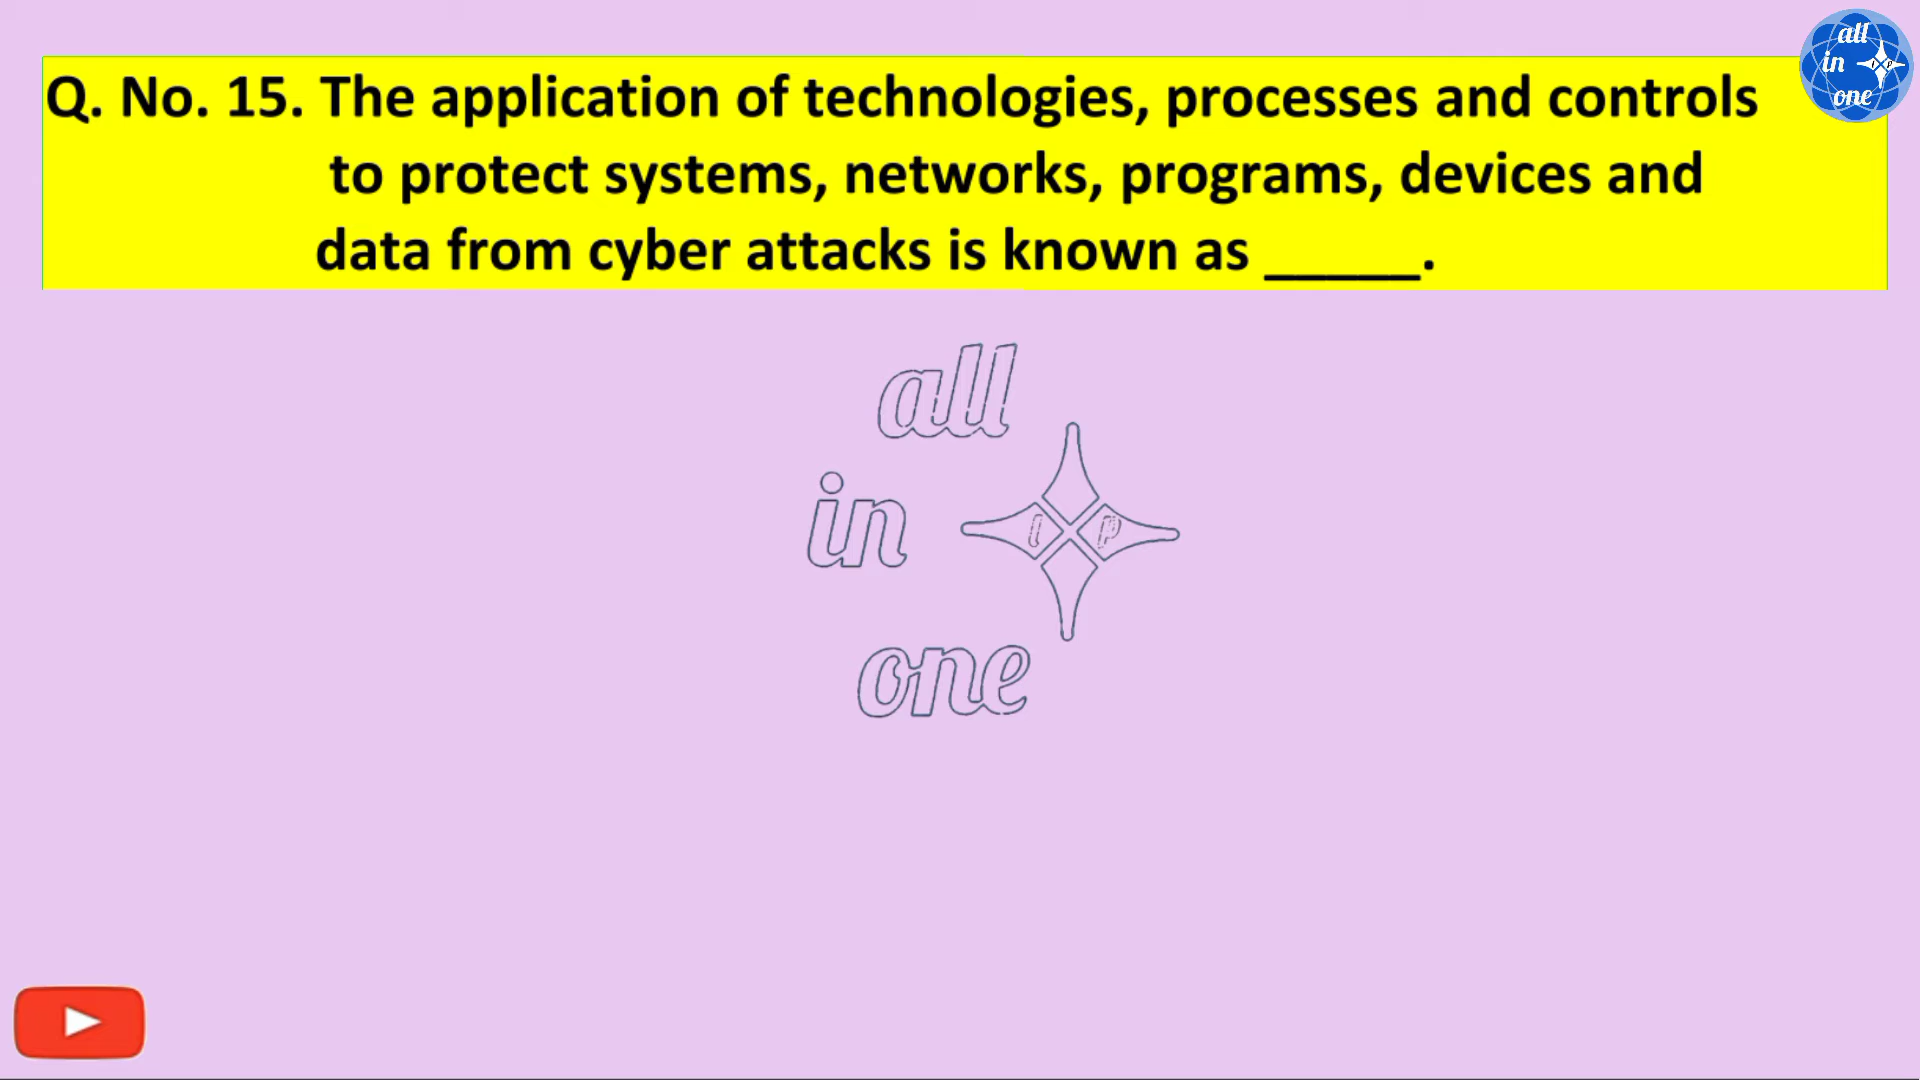 Q. No. 15. The application of technologies, processes and controls
to protect systems, networks, programs, devices and
data from cyber attacks is known as _____.
all
in
one
all
in
I P
one